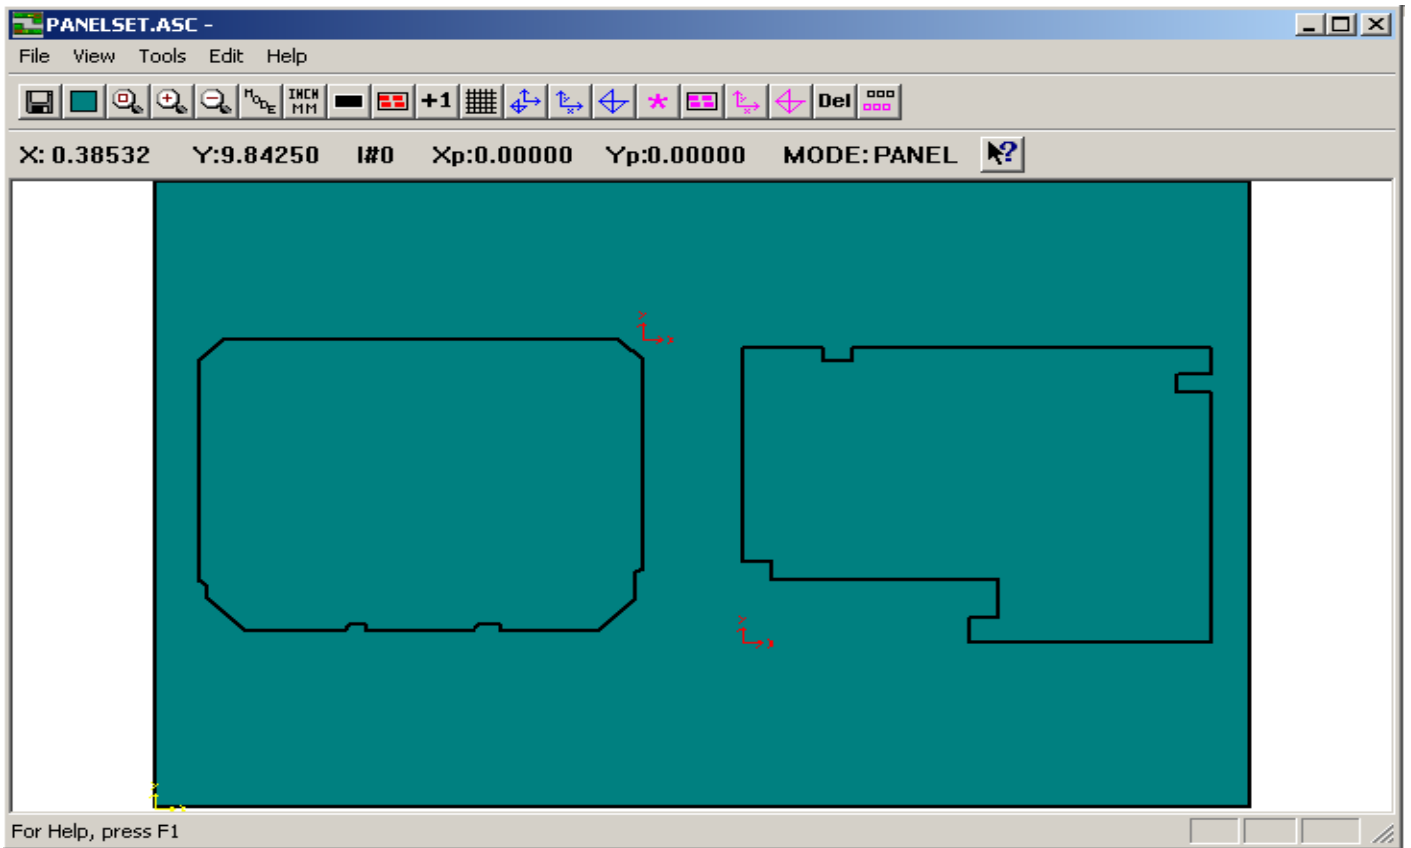 PANELSET.ASC -
File View Tools Edit Help
MODE INCH MM +1 Del
X: 0.38532 Y:9.84250 I#0 Xp:0.00000 Yp:0.00000 MODE: PANEL ?
Y
X
Y
X
For Help, press F1